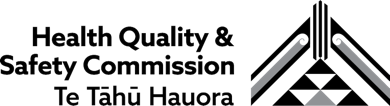 Health Quality &
Safety Commission
Te Tāhū Hauora